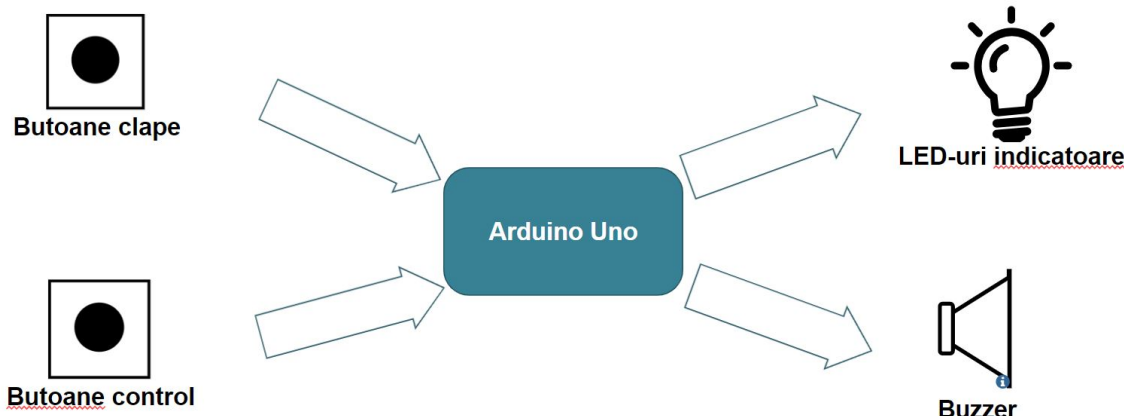 Butoane clape
LED-uri indicatoare
Arduino Uno
Butoane control
Buzzer